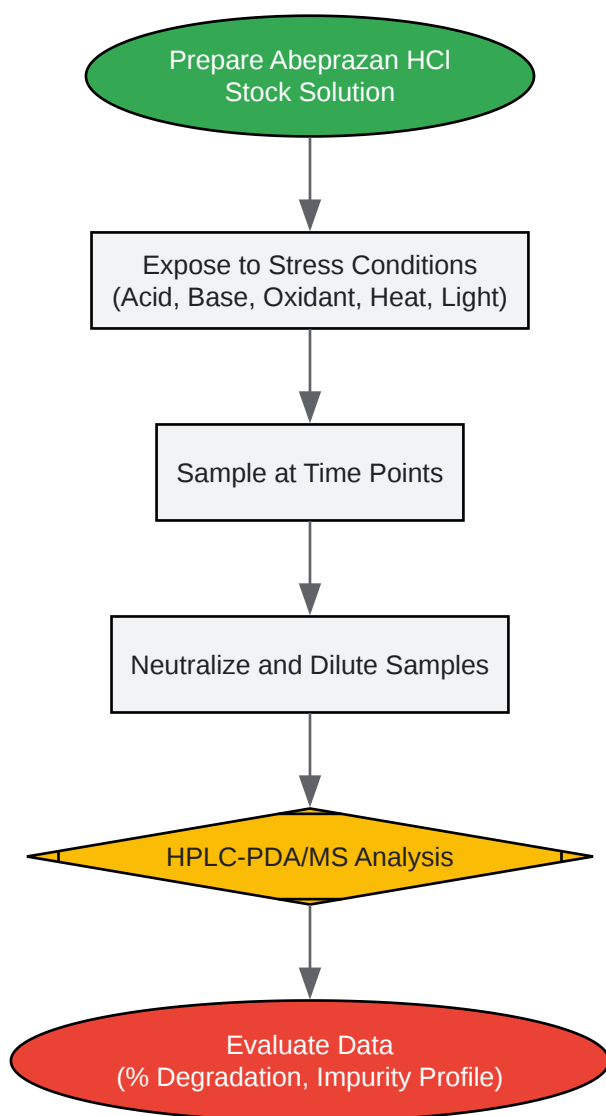 Prepare Abeprazan HCl
Stock Solution
Expose to Stress Conditions
(Acid, Base, Oxidant, Heat, Light)
Sample at Time Points
Neutralize and Dilute Samples
HPLC-PDA/MS Analysis
Evaluate Data
(% Degradation, Impurity Profile)